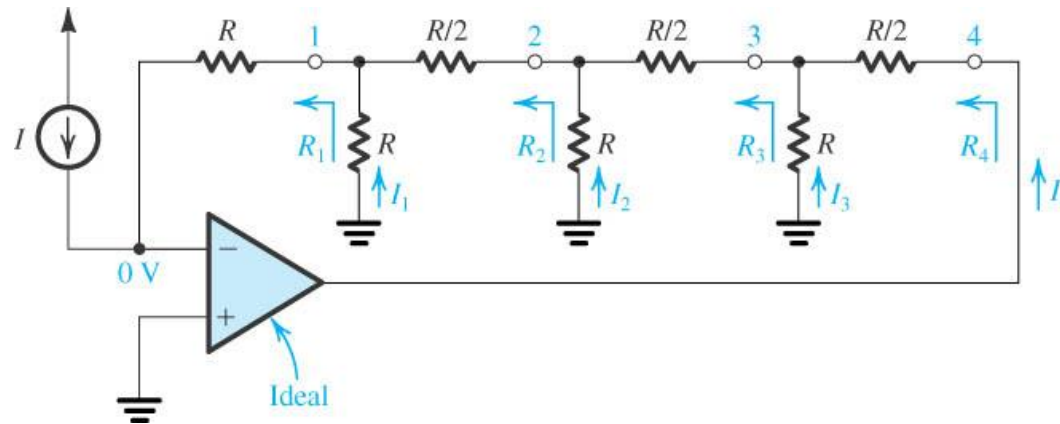 R 1 R/2 2 R/2 3 R/2 4
I R₁ R R₂ R R₃ R R₄
I₁ I₂ I₃ I
0 V −
+
Ideal